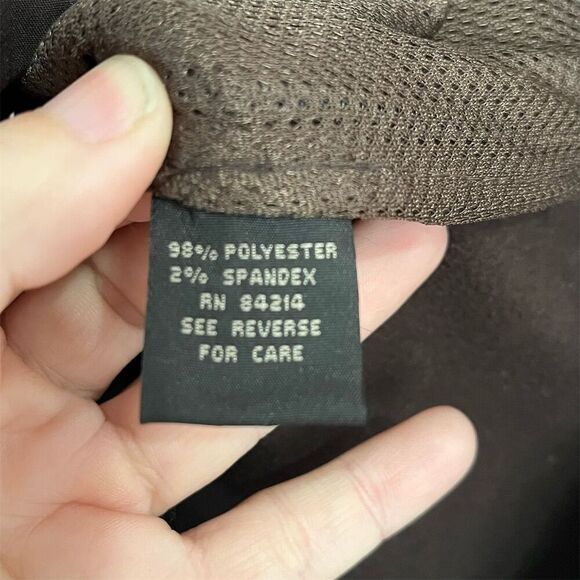 98% POLYESTER
2% SPANDEX
RN 84214
SEE REVERSE
FOR CARE